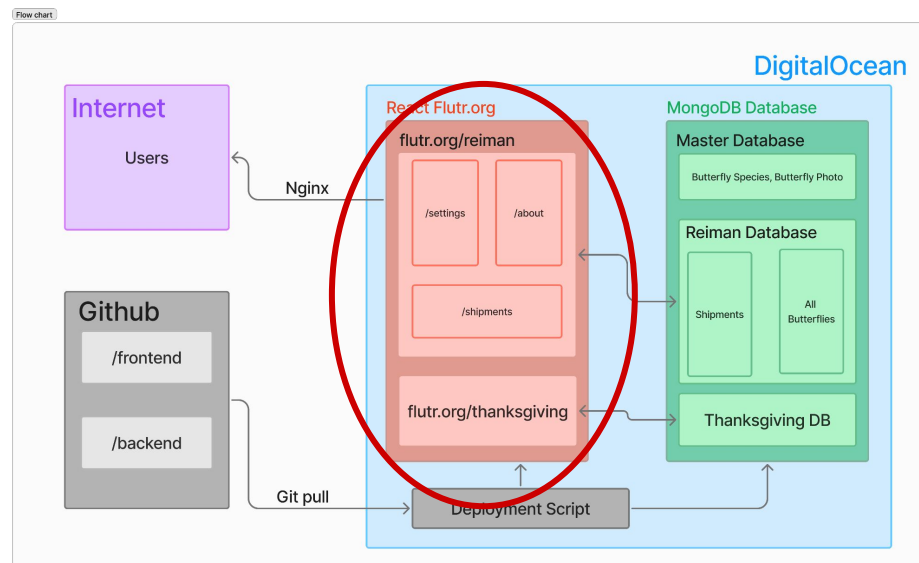 Flow chart
DigitalOcean
Internet
Users
Nginx
React Flutr.org
flutr.org/reiman
/settings
/about
/shipments
flutr.org/thanksgiving
MongoDB Database
Master Database
Butterfly Species, Butterfly Photo
Reiman Database
Shipments
All
Butterflies
Thanksgiving DB
Github
/frontend
/backend
Git pull
Deployment Script